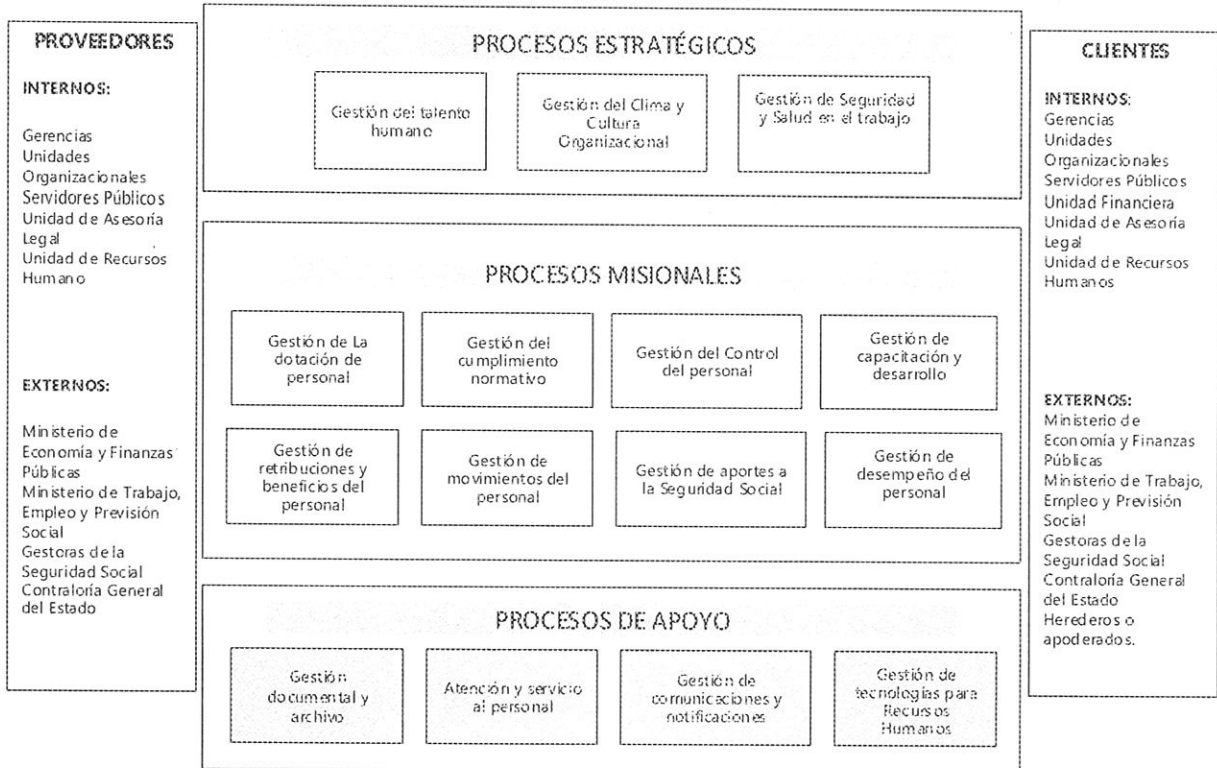 PROVEEDORES
INTERNOS:
Gerencias
Unidades
Organizacionales
Servidores Públicos
Unidad de Asesoría
Legal
Unidad de Recursos
Humano
EXTERNOS:
Ministerio de
Economía y Finanzas
Públicas
Ministerio de Trabajo,
Empleo y Previsión
Social
Gestoras de la
Seguridad Social
Contraloría General
del Estado
PROCESOS ESTRATÉGICOS
Gestión del talento
humano
Gestión del Clima y
Cultura
Organizacional
Gestión de Seguridad
y Salud en el trabajo
PROCESOS MISIONALES
Gestión de La
dotación de
personal
Gestión del
cumplimiento
normativo
Gestión del Control
del personal
Gestión de
capacitación y
desarrollo
Gestión de
retribuciones y
beneficios del
personal
Gestión de
movimientos del
personal
Gestión de aportes a
la Seguridad Social
Gestión de
desempeño del
personal
PROCESOS DE APOYO
Gestión
documental y
archivo
Atención y servicio
al personal
Gestión de
comunicaciones y
notificaciones
Gestión de
tecnologías para
Recursos
Humanos
CLIENTES
INTERNOS:
Gerencias
Unidades
Organizacionales
Servidores Públicos
Unidad Financiera
Unidad de Asesoría
Legal
Unidad de Recursos
Humanos
EXTERNOS:
Ministerio de
Economía y Finanzas
Públicas
Ministerio de Trabajo,
Empleo y Previsión
Social
Gestoras de la
Seguridad Social
Contraloría General
del Estado
Herederos o
apoderados.